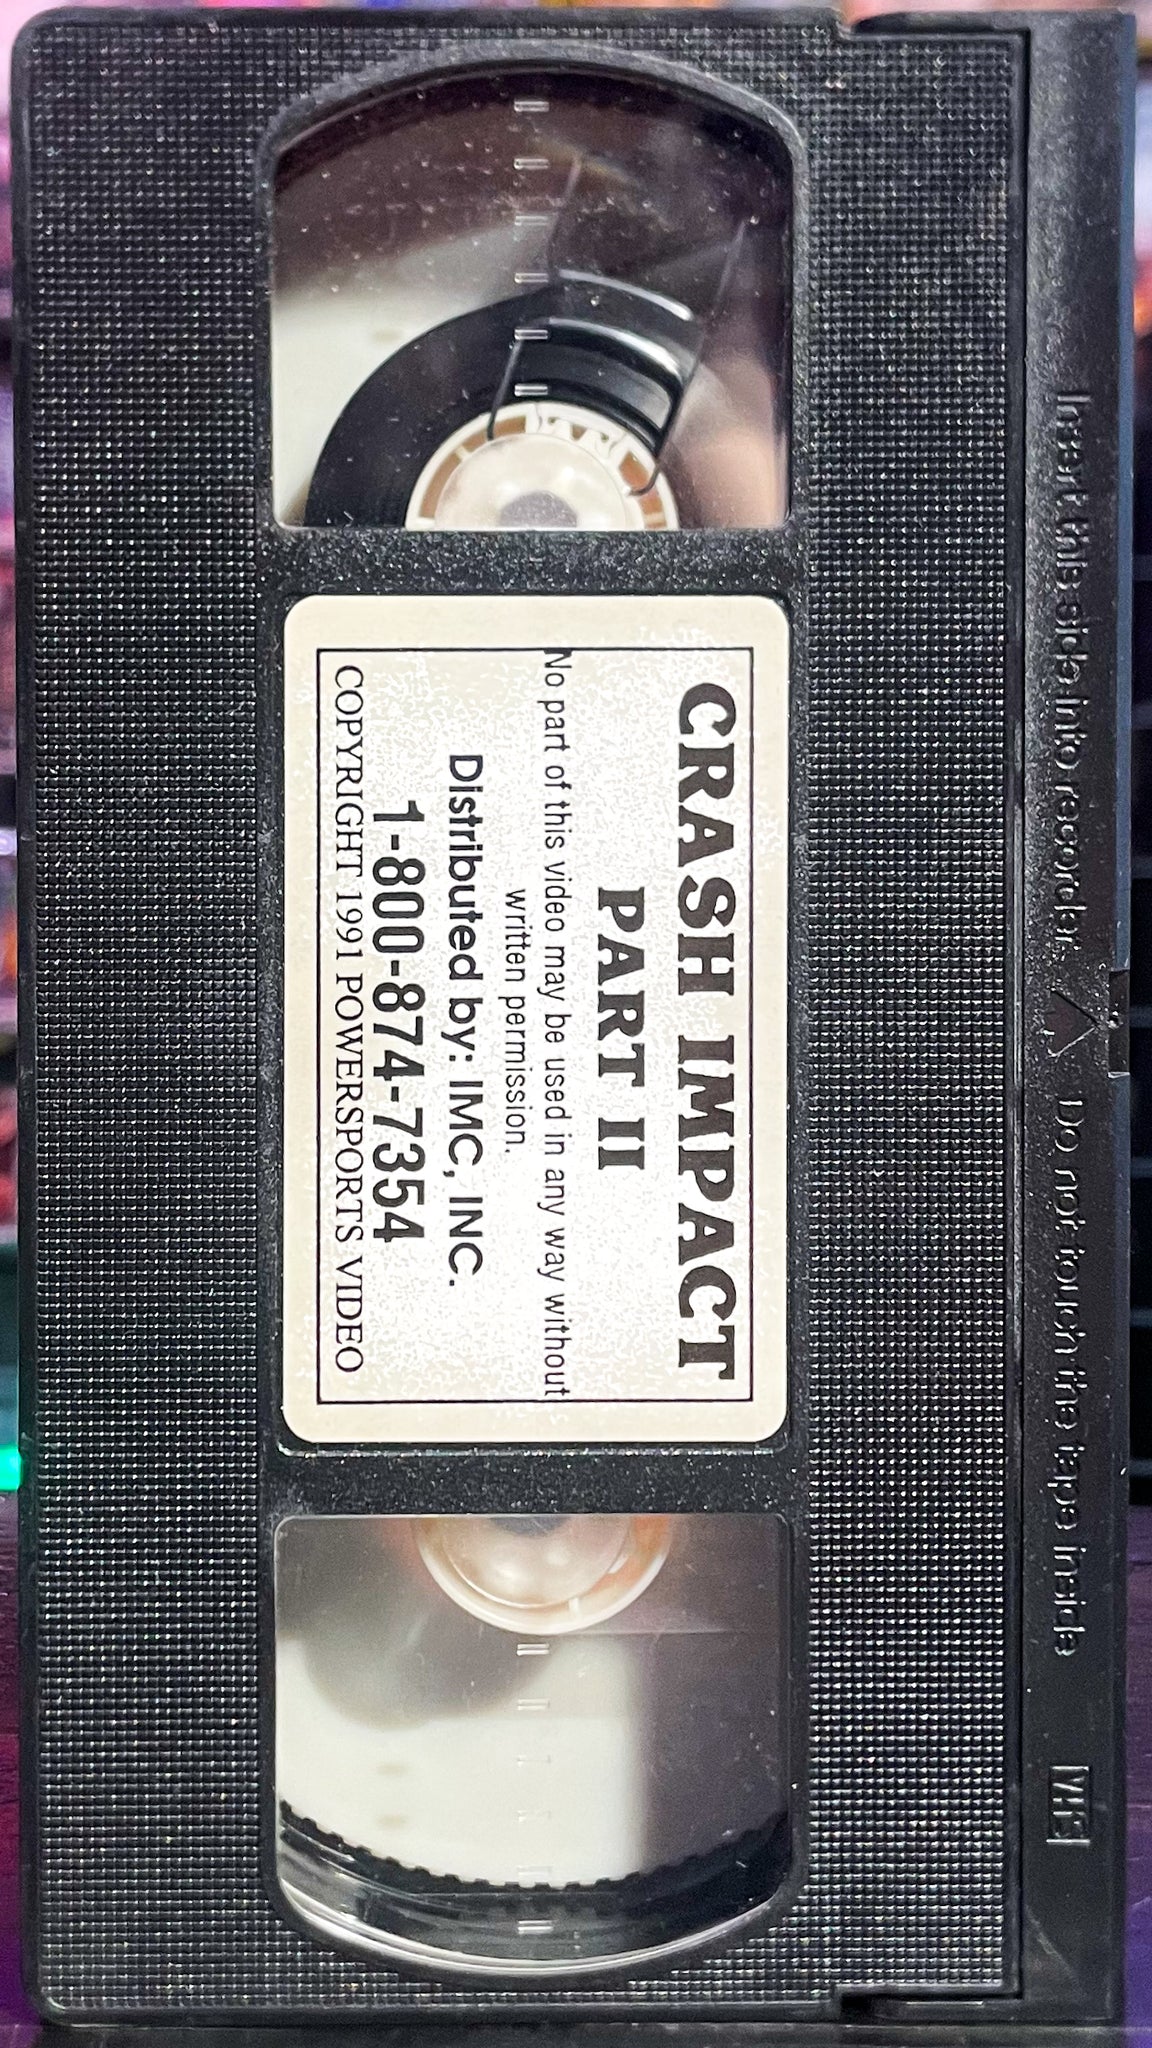 Insert this side into recorder. △ Do not touch the tape inside
VHS
CRASH IMPACT
PART II
No part of this video may be used in any way without
written permission.
Distributed by: IMC, INC.
1-800-874-7354
COPYRIGHT 1991 POWERSPORTS VIDEO